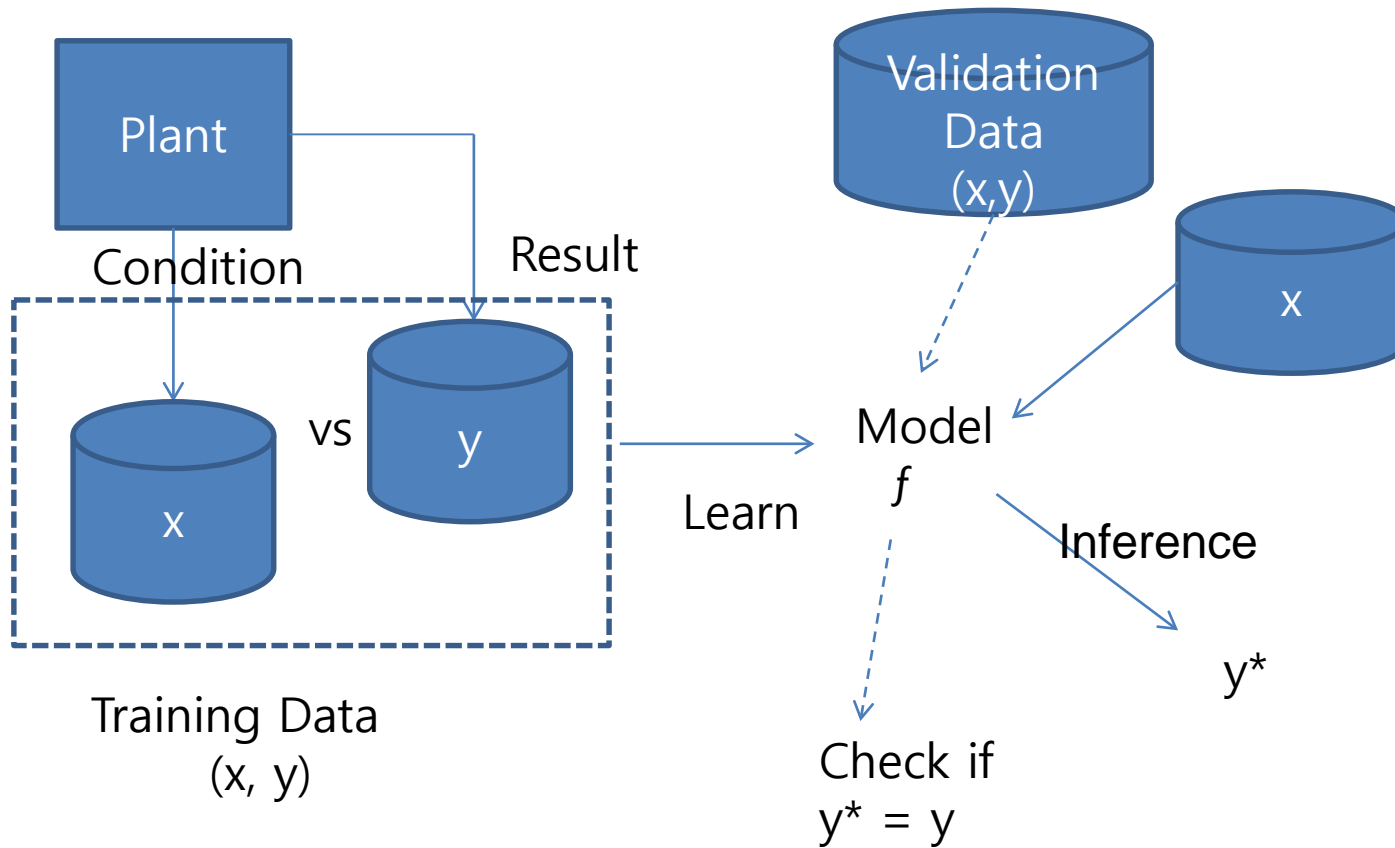 Plant
Condition
Result
x
vs
y
Training Data
(x, y)
Learn
Validation
Data
(x,y)
x
Model
f
Inference
y*
Check if
y* = y